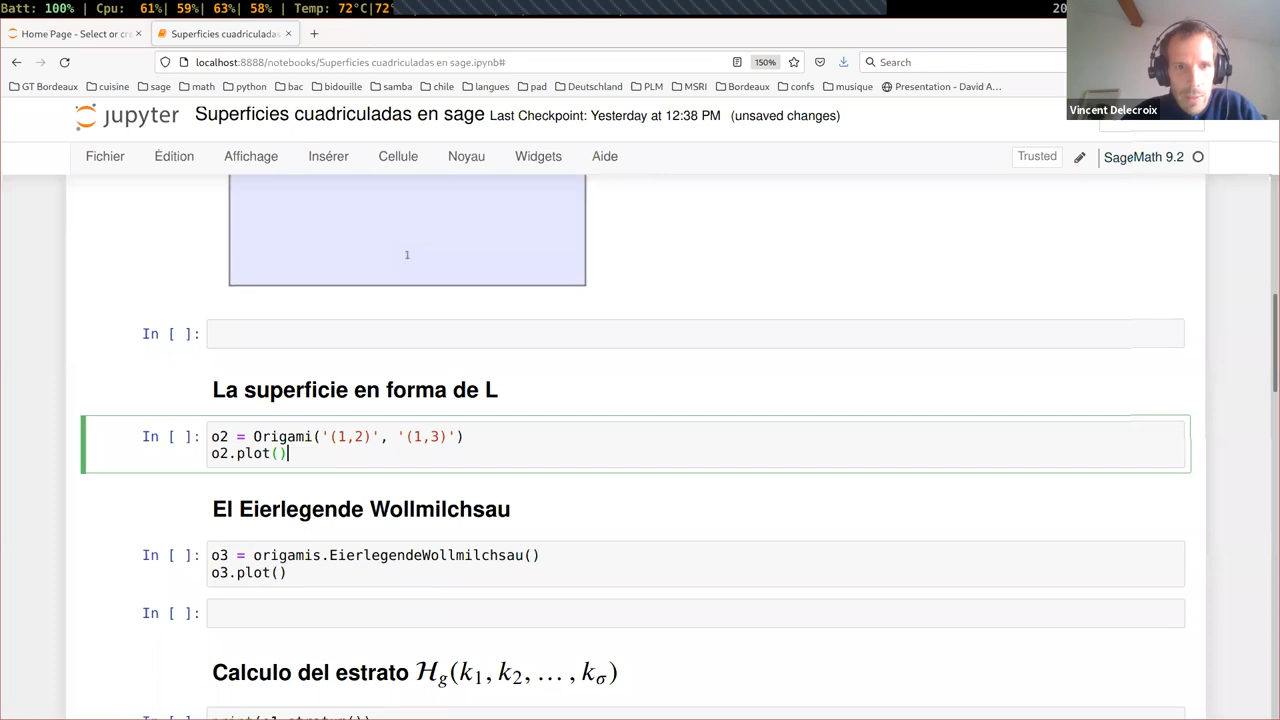 Batt: 100% | Cpu: 61%| 59%| 63%| 58% | Temp: 72°C|72° 20
Home Page - Select or cre × Superficies cuadriculadas × +
localhost:8888/notebooks/Superficies cuadriculadas en sage.ipynb# 150% Search
GT Bordeaux cuisine sage math python bac bidouille samba chile langues pad Deutschland PLM MSRI Bordeaux confs musique Presentation - David A...
Vincent Delecroix
jupyter Superficies cuadriculadas en sage Last Checkpoint: Yesterday at 12:38 PM (unsaved changes)
Fichier Édition Affichage Insérer Cellule Noyau Widgets Aide Trusted SageMath 9.2
1
In [ ]:
La superficie en forma de L
In [ ]: o2 = Origami('(1,2)', '(1,3)')
o2.plot()
El Eierlegende Wollmilchsau
In [ ]: o3 = origamis.EierlegendeWollmilchsau()
o3.plot()
In [ ]:
Calculo del estrato ℋg(k1, k2, … , kσ)